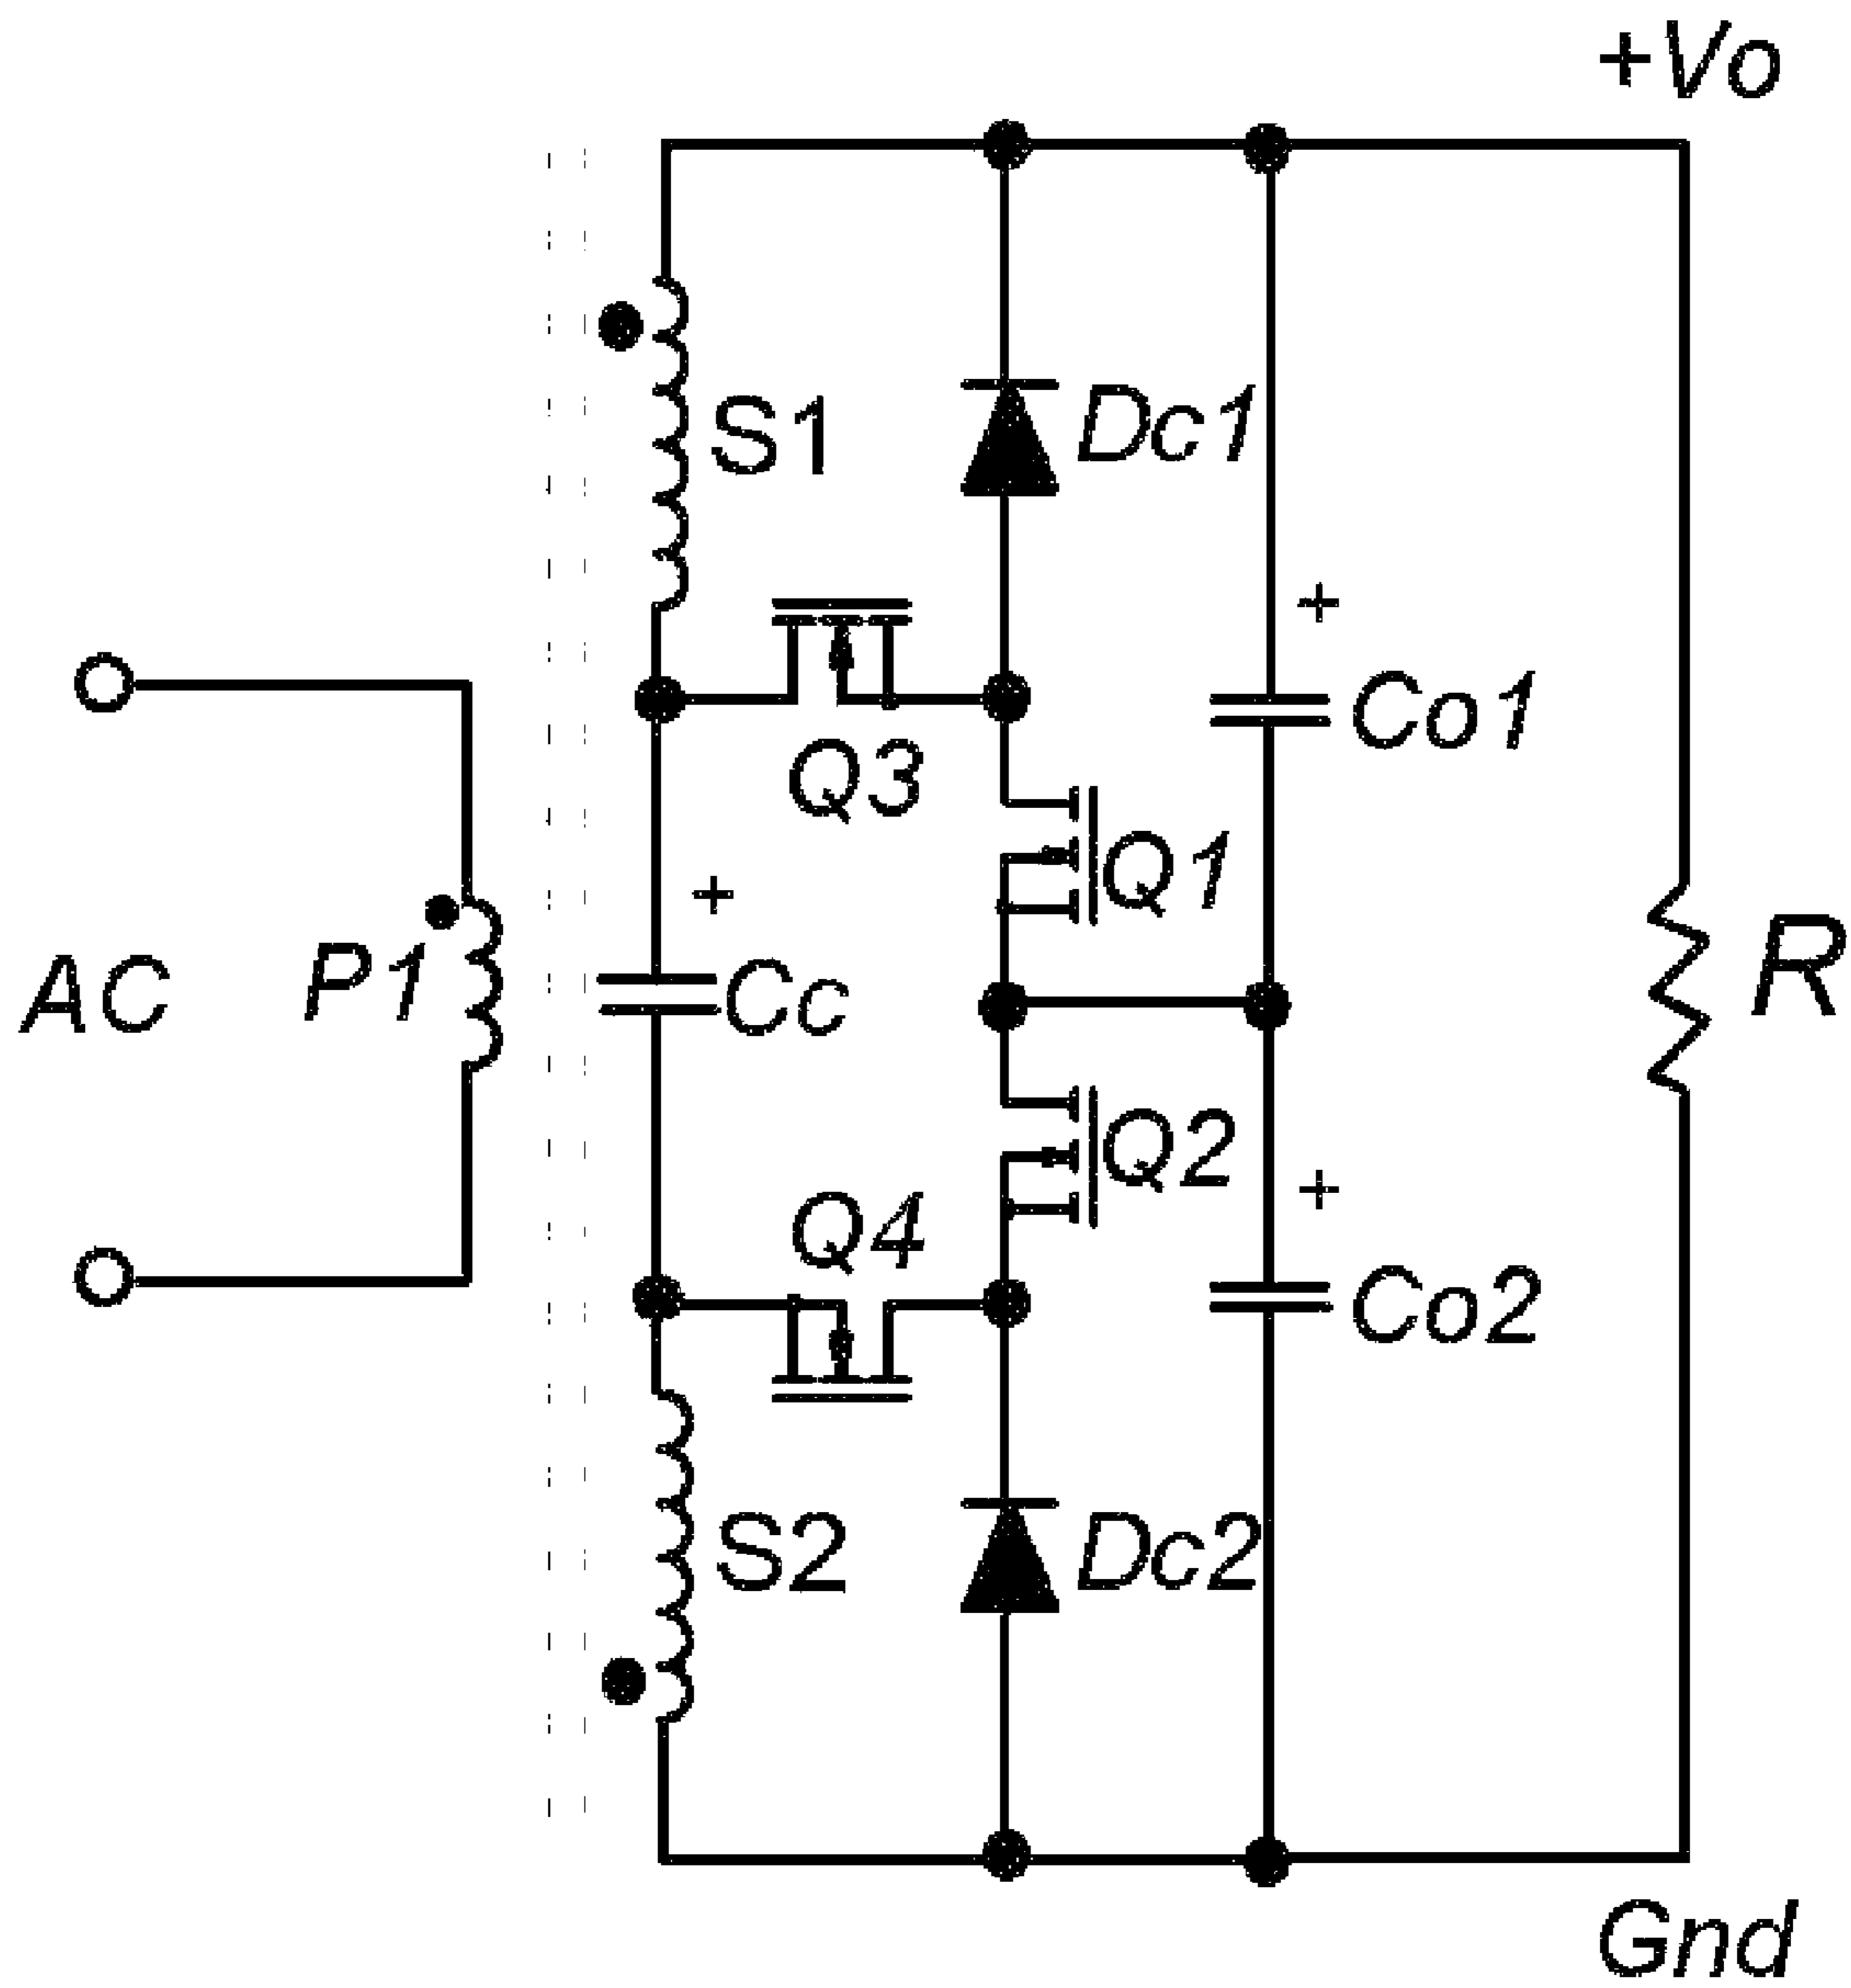 +Vo
S1
Dc1
+
Co1
Q3
Q1
+
AC
P1
Cc
R
Q2
+
Q4
Co2
S2
Dc2
Gnd